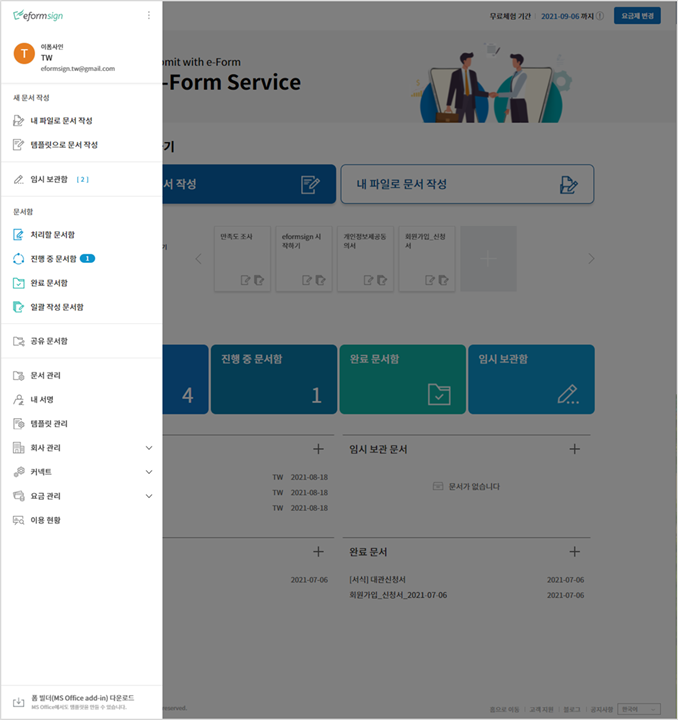 eformsign
무료체험 기간 | 2021-09-06 까지
요금제 변경
이폼사인
T
TW
eformsign.tw@gmail.com
omit with e-Form
-Form Service
새 문서 작성
내 파일로 문서 작성
템플릿으로 문서 작성
임시 보관함 [ 2 ]
문서함
처리할 문서함
진행 중 문서함 1
완료 문서함
일괄 작성 문서함
공유 문서함
문서 관리
내 서명
템플릿 관리
회사 관리
커넥트
요금 관리
이용 현황
폼 빌더(MS Office add-in) 다운로드
MS Office에서도 템플릿을 만들 수 있습니다.
기
서 작성
내 파일로 문서 작성
기
만족도 조사
eformsign 시
작하기
개인정보제공동
의서
회원가입_신청
서
4
진행 중 문서함
1
완료 문서함
임시 보관함
TW 2021-08-18
TW 2021-08-18
TW 2021-08-18
임시 보관 문서
문서가 없습니다
2021-07-06
완료 문서
[서식] 대관신청서 2021-07-06
회원가입_신청서_2021-07-06 2021-07-06
reserved.
홈으로 이동 | 고객 지원 | 블로그 | 공지사항
한국어